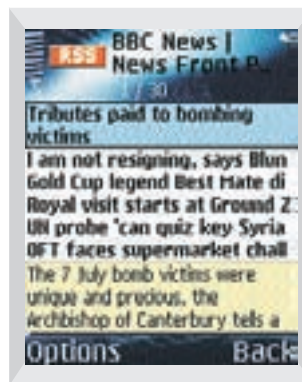 RSS
BBC News |
News Front P..
1/30
Tributes paid to bombing
victims
I am not resigning, says Blun
Gold Cup legend Best Mate di
Royal visit starts at Ground Z
UN probe 'can quiz key Syria
OFT faces supermarket chall
The 7 July bomb victims were
unique and precious, the
Archbishop of Canterbury tells a
Options
Back